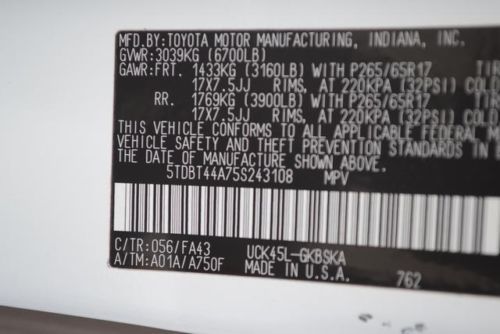 MFD.BY:TOYOTA MOTOR MANUFACTURING, INDIANA, INC.
GVWR:3039KG (6700LB)
GAWR:FRT. 1433KG (3160LB) WITH P265/65R17 TIRES
17X7.5JJ RIMS, AT 220KPA (32PSI) COLD
RR. 1769KG (3900LB) WITH P265/65R17
17X7.5JJ RIMS, AT 220KPA (32PSI) COLD
THIS VEHICLE CONFORMS TO ALL APPLICABLE FEDERAL
VEHICLE SAFETY AND THEFT PREVENTION STANDARDS IN
THE DATE OF MANUFACTURE SHOWN ABOVE.
5TDBT44A75S243108 MPV
C/TR:056/FA43 UCK45L-GKBSKA
A/TM:A01A/A750F MADE IN U.S.A. 762